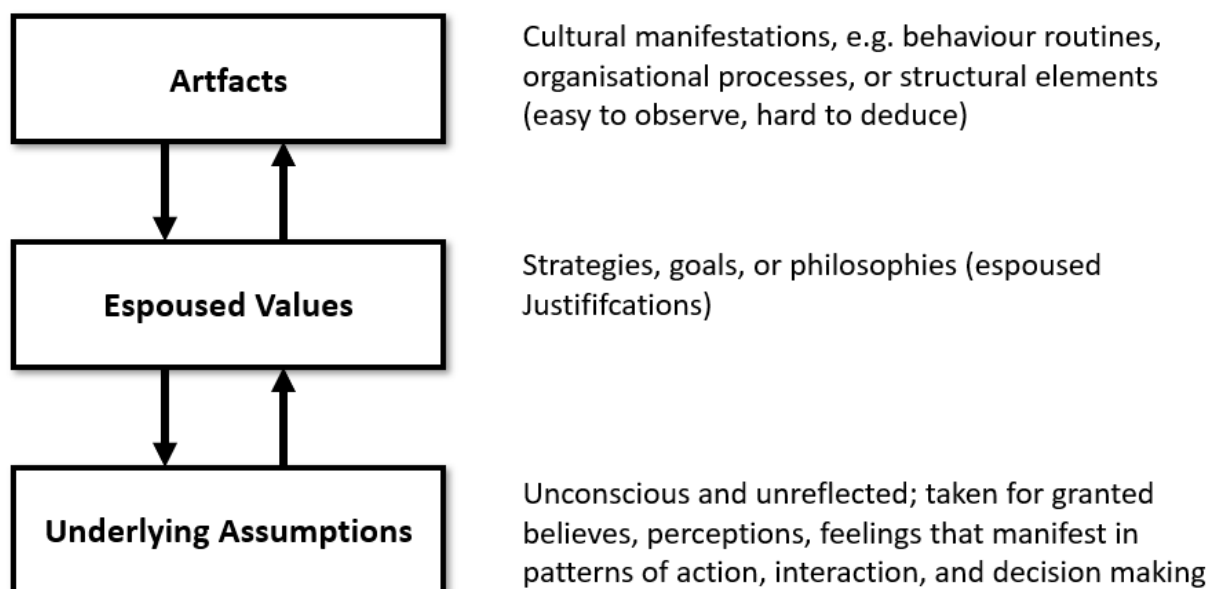 Artfacts
Cultural manifestations, e.g. behaviour routines,
organisational processes, or structural elements
(easy to observe, hard to deduce)
Espoused Values
Strategies, goals, or philosophies (espoused
Justififcations)
Underlying Assumptions
Unconscious and unreflected; taken for granted
believes, perceptions, feelings that manifest in
patterns of action, interaction, and decision making